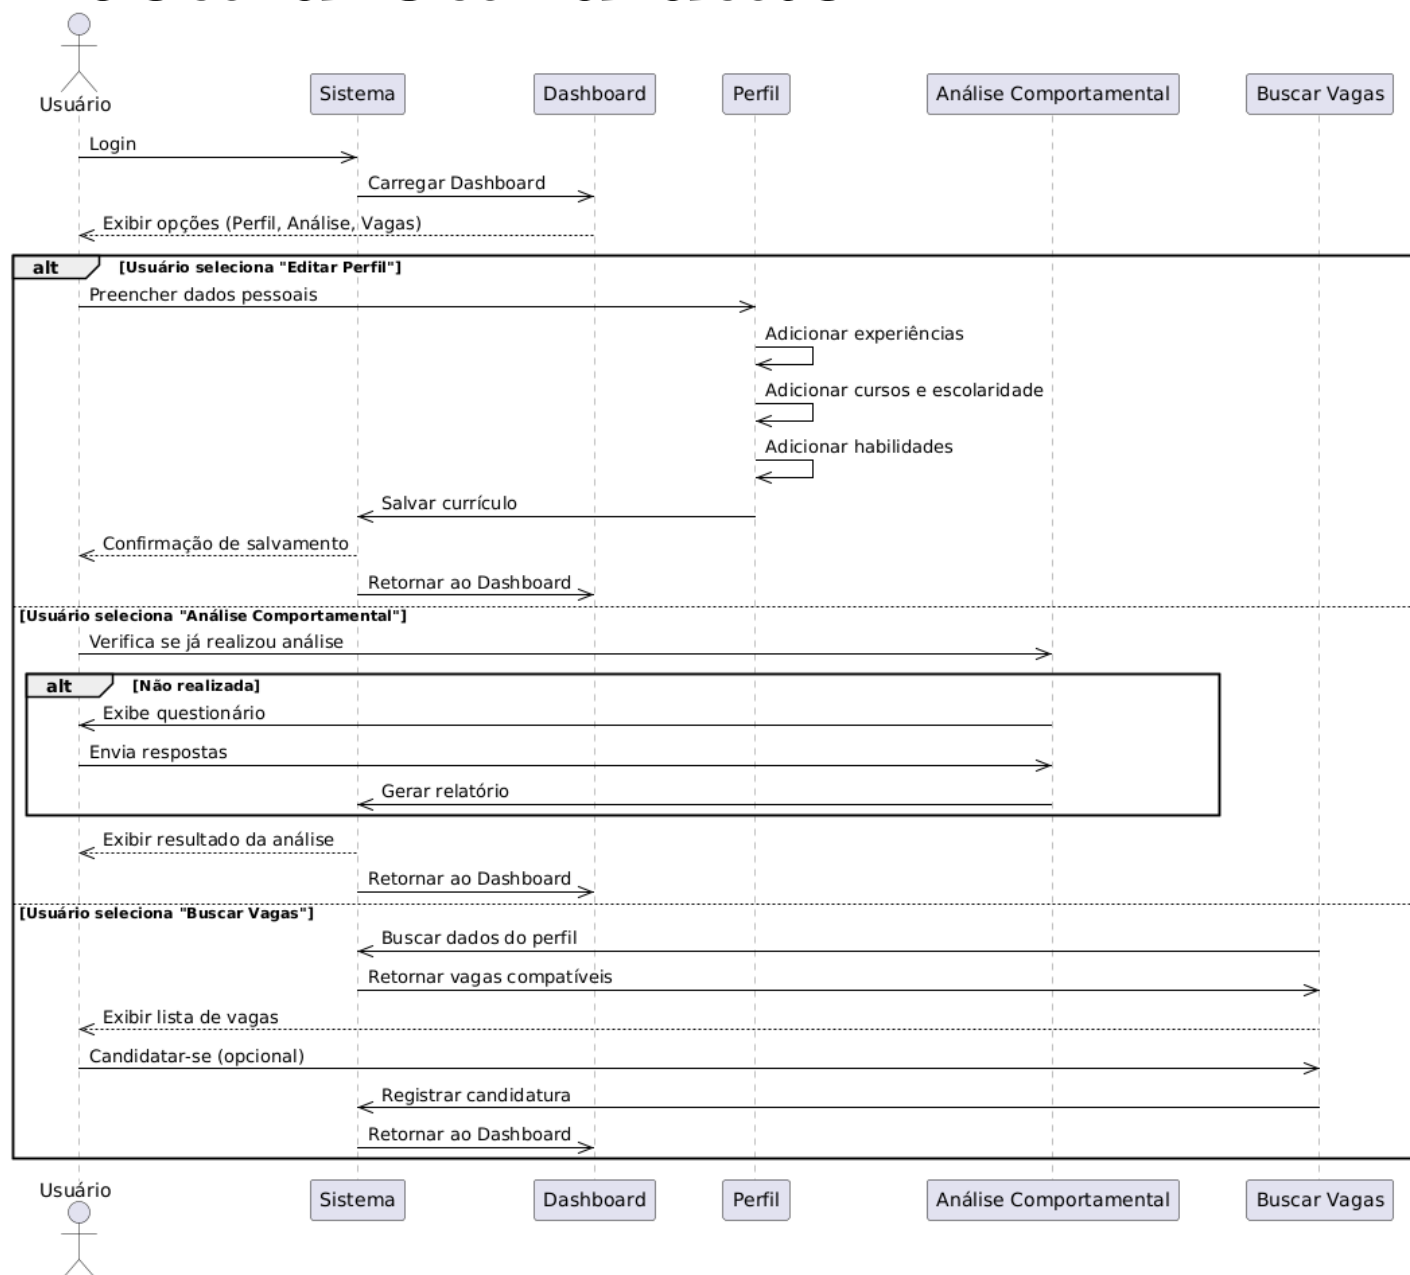 Usuário
Sistema
Dashboard
Perfil
Análise Comportamental
Buscar Vagas
Login
Carregar Dashboard
Exibir opções (Perfil, Análise, Vagas)
alt [Usuário seleciona "Editar Perfil"]
Preencher dados pessoais
Adicionar experiências
Adicionar cursos e escolaridade
Adicionar habilidades
Salvar currículo
Confirmação de salvamento
Retornar ao Dashboard
[Usuário seleciona "Análise Comportamental"]
Verifica se já realizou análise
alt [Não realizada]
Exibe questionário
Envia respostas
Gerar relatório
Exibir resultado da análise
Retornar ao Dashboard
[Usuário seleciona "Buscar Vagas"]
Buscar dados do perfil
Retornar vagas compatíveis
Exibir lista de vagas
Candidatar-se (opcional)
Registrar candidatura
Retornar ao Dashboard
Usuário
Sistema
Dashboard
Perfil
Análise Comportamental
Buscar Vagas